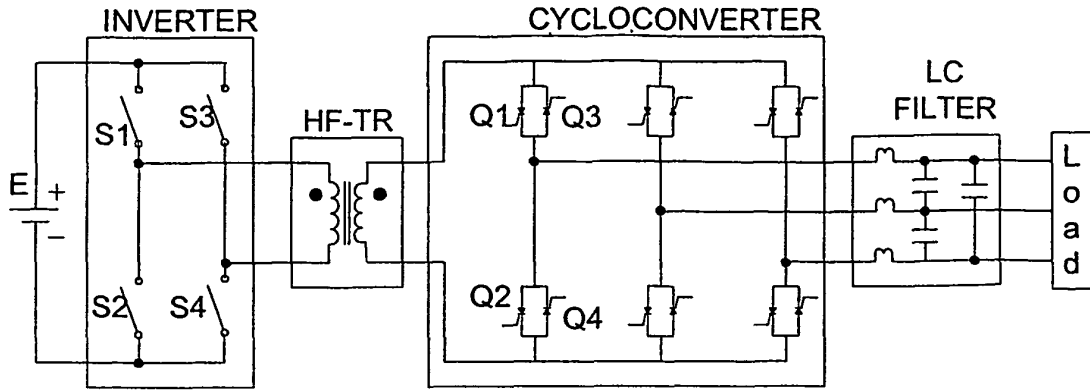 INVERTER
CYCLOCONVERTER
LC
FILTER
HF-TR
S1
S3
Q1
Q3
E
+
-
S2
S4
Q2
Q4
L
o
a
d